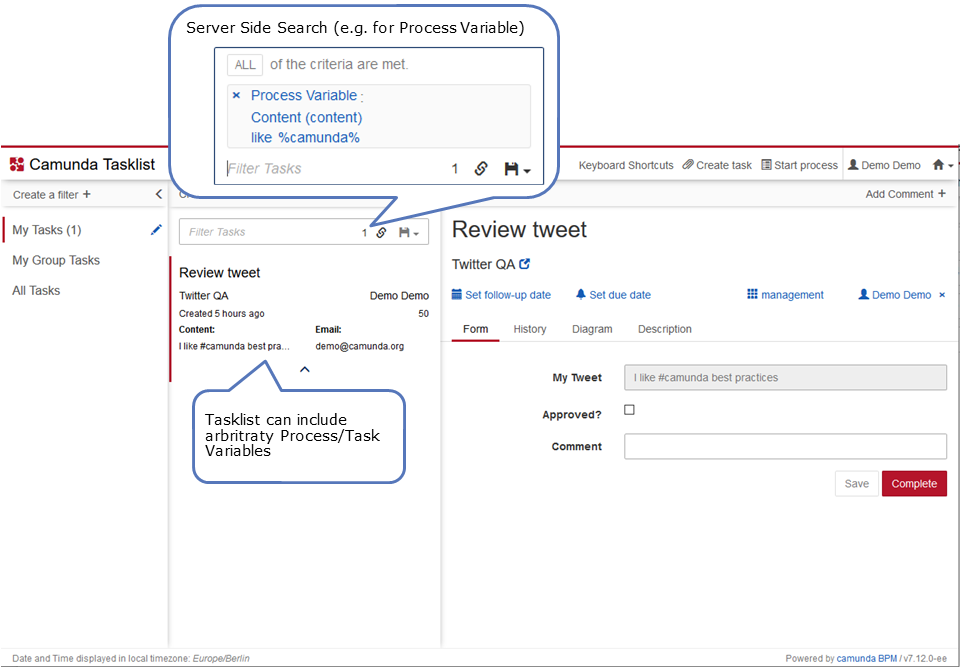 Server Side Search (e.g. for Process Variable)
ALL of the criteria are met.
× Process Variable :
Content (content)
like %camunda%
Filter Tasks 1
Camunda Tasklist
Keyboard Shortcuts Create task Start process Demo Demo
Create a filter +
Add Comment +
My Tasks (1)
My Group Tasks
All Tasks
Filter Tasks 1
Review tweet
Twitter QA Demo Demo
Created 5 hours ago 50
Content: Email:
I like #camunda best pra... demo@camunda.org
Tasklist can include
arbritraty Process/Task
Variables
Review tweet
Twitter QA
Set follow-up date Set due date management Demo Demo ×
Form History Diagram Description
My Tweet I like #camunda best practices
Approved?
Comment
Save Complete
Date and Time displayed in local timezone: Europe/Berlin
Powered by camunda BPM / v7.12.0-ee